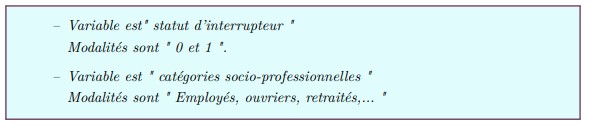 – Variable est" statut d'interrupteur "
Modalités sont " 0 et 1 ".
– Variable est " catégories socio-professionnelles "
Modalités sont " Employés, ouvriers, retraités,... "